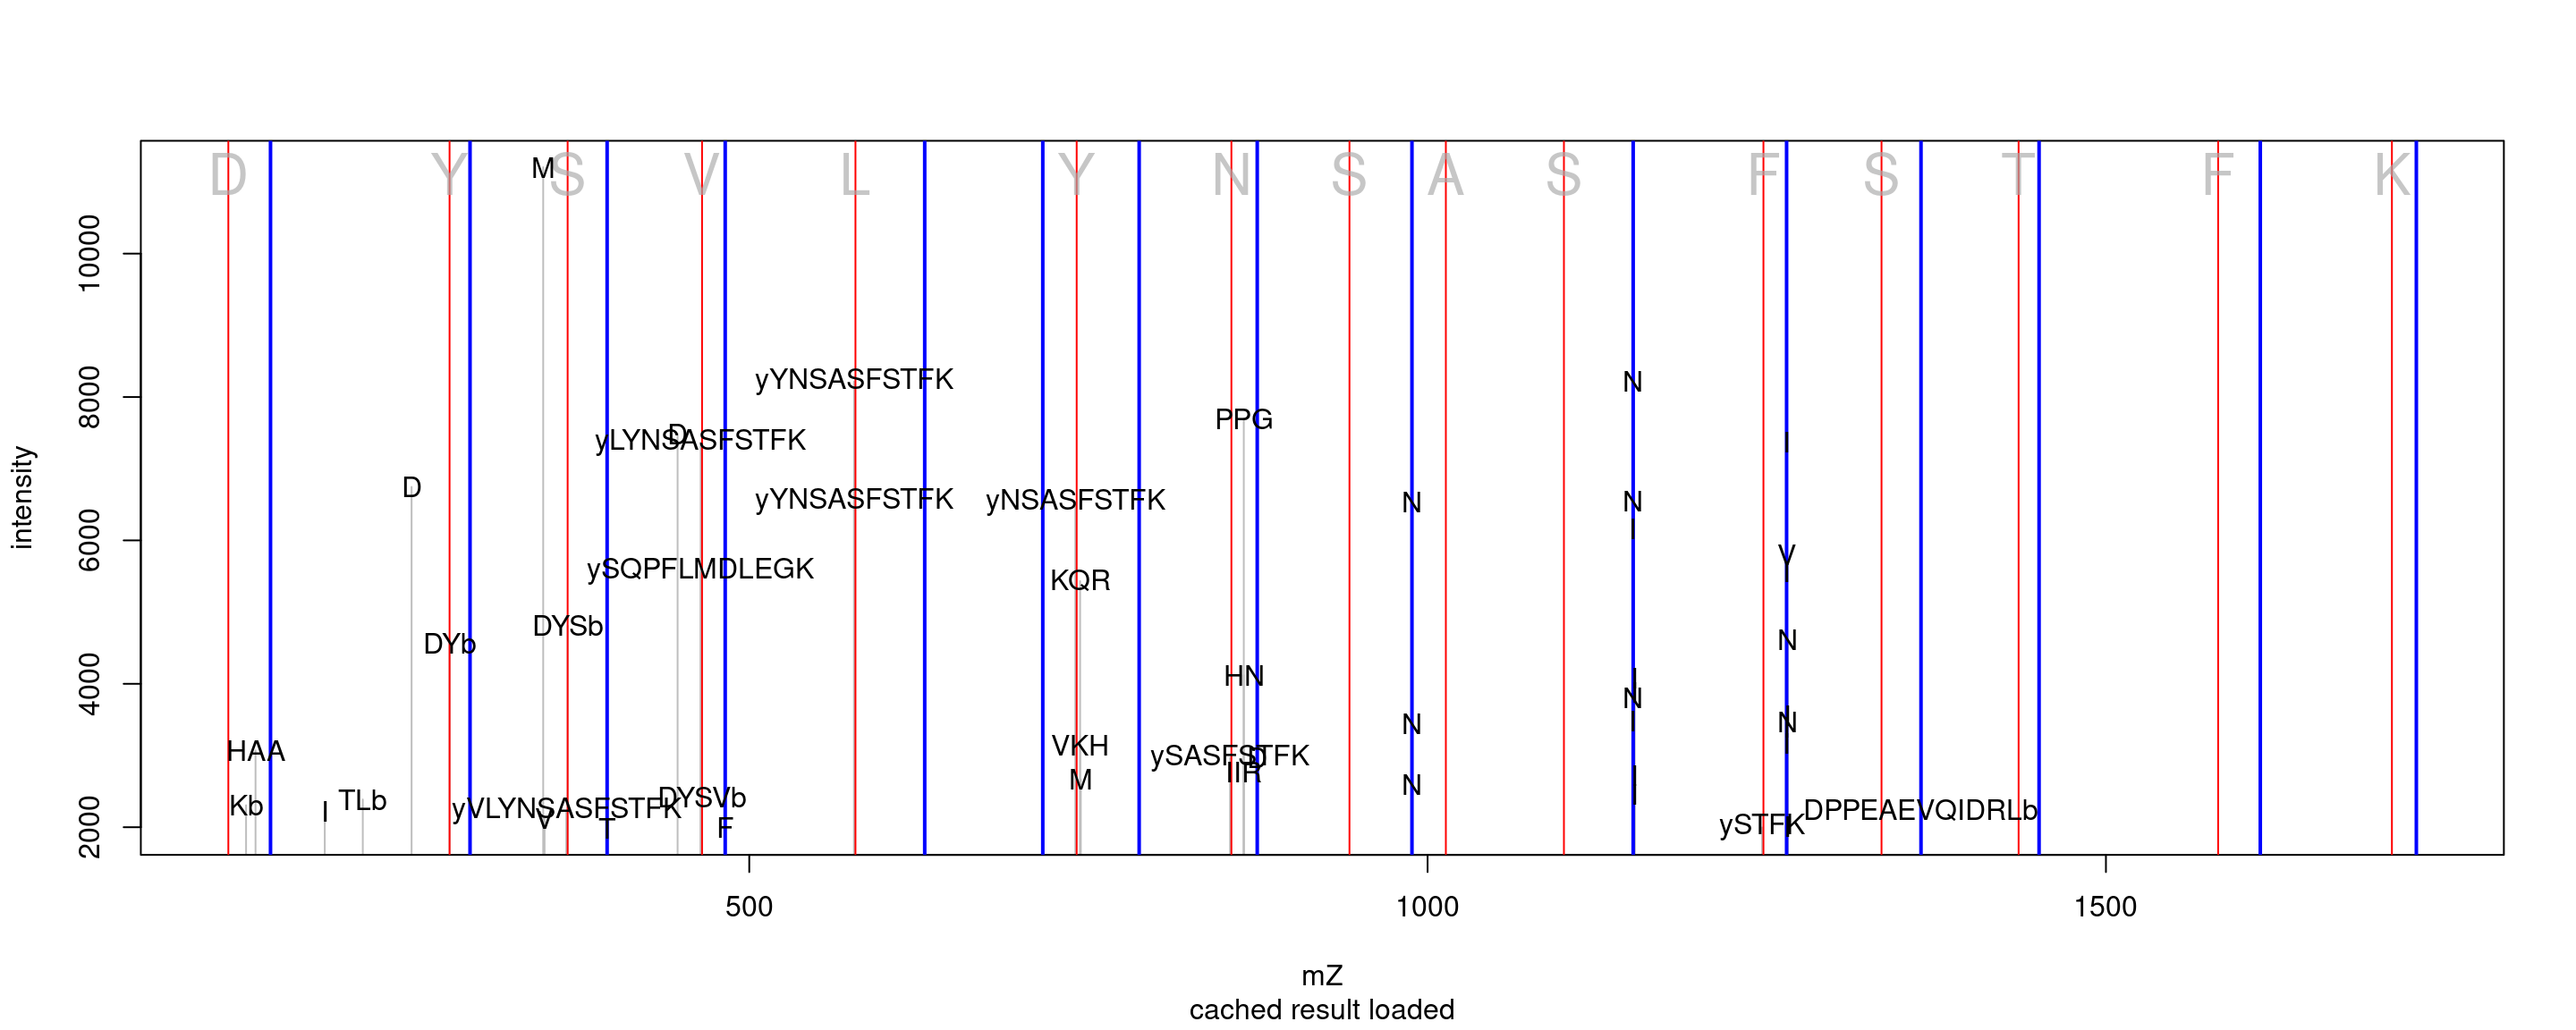 D Y S V L Y N S A S F S T F K
M
10000
yYNSASFSTFK
N
8000
PPG
D
yLYNSASFSTFK
I
D
yYNSASFSTFK
yNSASFSTFK
N
N
I
6000
intensity
V
I
ySQPFLMDLEGK
KQR
DYSb
DYb
N
HN
I
4000
N
I
N
I
N
VKH
HAA
ySASFSTFK
D
I
IIR
M
N
I
DYSVb
TLb
Kb
I
yVLYNSASFSTFK
V
T
F
DPPEAEVQIDRLb
ySTFK
I
2000
500 1000 1500
mZ
cached result loaded